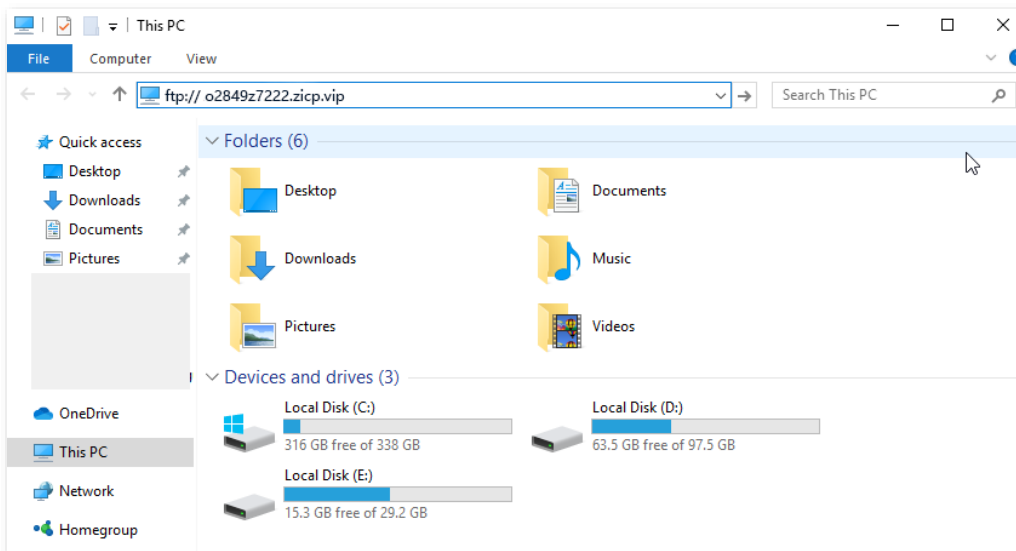 This PC
File Computer View
ftp:// o2849z7222.zicp.vip
Search This PC
Quick access
Desktop
Downloads
Documents
Pictures
OneDrive
This PC
Network
Homegroup
Folders (6)
Desktop
Documents
Downloads
Music
Pictures
Videos
Devices and drives (3)
Local Disk (C:)
316 GB free of 338 GB
Local Disk (D:)
63.5 GB free of 97.5 GB
Local Disk (E:)
15.3 GB free of 29.2 GB